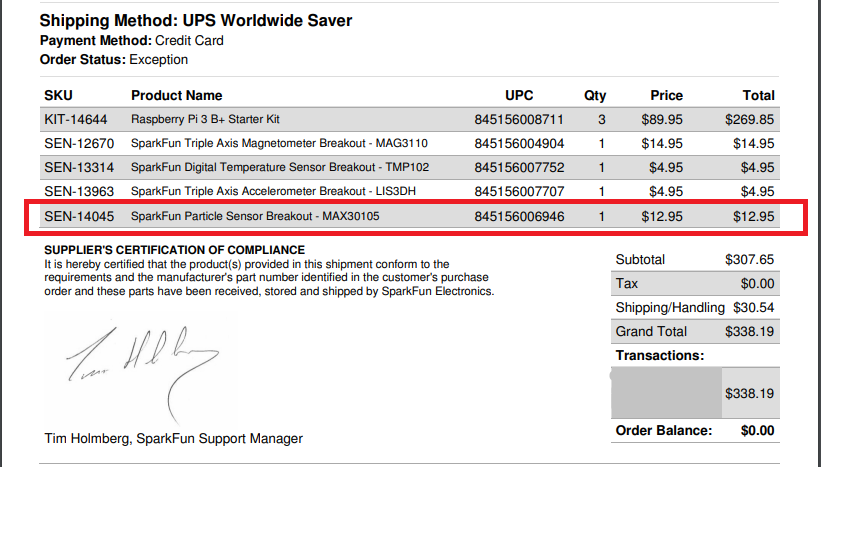 Shipping Method: UPS Worldwide Saver
Payment Method: Credit Card
Order Status: Exception
SKU Product Name UPC Qty Price Total
KIT-14644 Raspberry Pi 3 B+ Starter Kit 845156008711 3 $89.95 $269.85
SEN-12670 SparkFun Triple Axis Magnetometer Breakout - MAG3110 845156004904 1 $14.95 $14.95
SEN-13314 SparkFun Digital Temperature Sensor Breakout - TMP102 845156007752 1 $4.95 $4.95
SEN-13963 SparkFun Triple Axis Accelerometer Breakout - LIS3DH 845156007707 1 $4.95 $4.95
SEN-14045 SparkFun Particle Sensor Breakout - MAX30105 845156006946 1 $12.95 $12.95
SUPPLIER'S CERTIFICATION OF COMPLIANCE
It is hereby certified that the product(s) provided in this shipment conform to the
requirements and the manufacturer's part number identified in the customer's purchase
order and these parts have been received, stored and shipped by SparkFun Electronics.
Tim Holmberg, SparkFun Support Manager
Subtotal $307.65
Tax $0.00
Shipping/Handling $30.54
Grand Total $338.19
Transactions:
$338.19
Order Balance: $0.00